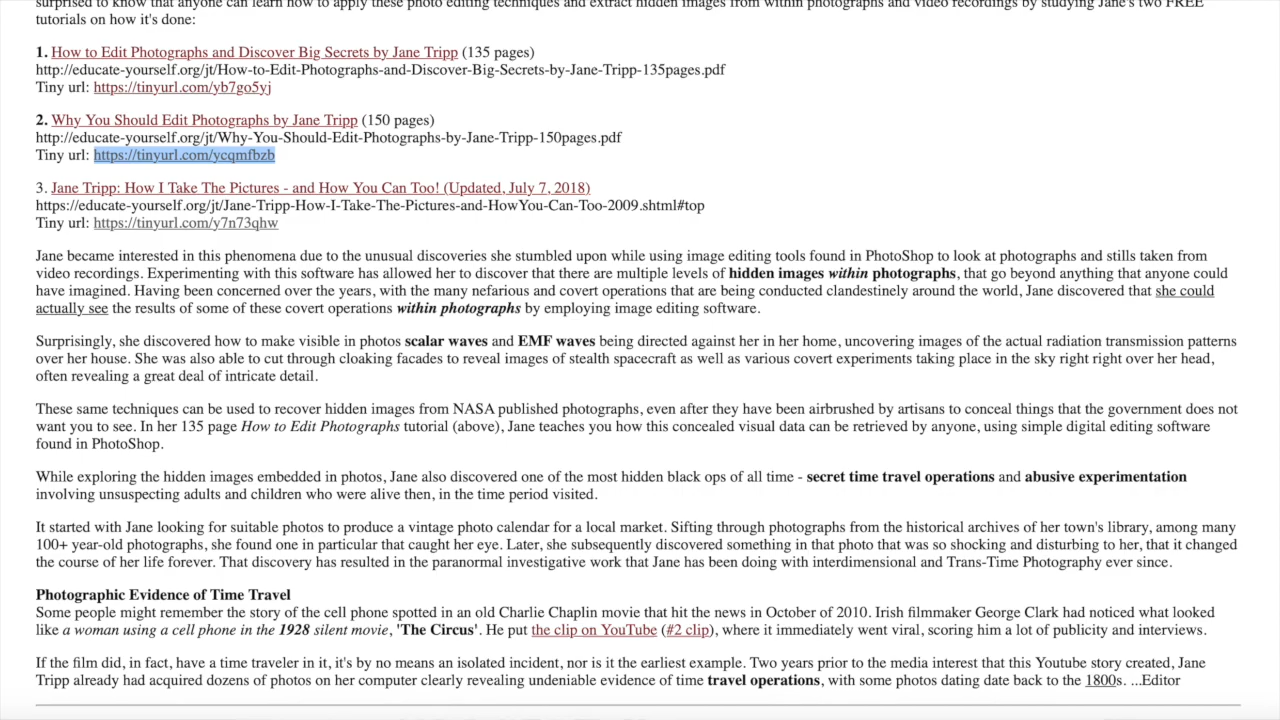 surprised to know that anyone can learn how to apply these photo editing techniques and extract hidden images from within photographs and video recordings by studying Jane's two FREE
tutorials on how it's done:
1. How to Edit Photographs and Discover Big Secrets by Jane Tripp (135 pages)
http://educate-yourself.org/jt/How-to-Edit-Photographs-and-Discover-Big-Secrets-by-Jane-Tripp-135pages.pdf
Tiny url: https://tinyurl.com/yb7go5yj
2. Why You Should Edit Photographs by Jane Tripp (150 pages)
http://educate-yourself.org/jt/Why-You-Should-Edit-Photographs-by-Jane-Tripp-150pages.pdf
Tiny url: https://tinyurl.com/ycqmfbzb
3. Jane Tripp: How I Take The Pictures - and How You Can Too! (Updated, July 7, 2018)
https://educate-yourself.org/jt/Jane-Tripp-How-I-Take-The-Pictures-and-HowYou-Can-Too-2009.shtml#top
Tiny url: https://tinyurl.com/y7n73qhw
Jane became interested in this phenomena due to the unusual discoveries she stumbled upon while using image editing tools found in PhotoShop to look at photographs and stills taken from
video recordings. Experimenting with this software has allowed her to discover that there are multiple levels of hidden images within photographs, that go beyond anything that anyone could
have imagined. Having been concerned over the years, with the many nefarious and covert operations that are being conducted clandestinely around the world, Jane discovered that she could
actually see the results of some of these covert operations within photographs by employing image editing software.
Surprisingly, she discovered how to make visible in photos scalar waves and EMF waves being directed against her in her home, uncovering images of the actual radiation transmission patterns
over her house. She was also able to cut through cloaking facades to reveal images of stealth spacecraft as well as various covert experiments taking place in the sky right right over her head,
often revealing a great deal of intricate detail.
These same techniques can be used to recover hidden images from NASA published photographs, even after they have been airbrushed by artisans to conceal things that the government does not
want you to see. In her 135 page How to Edit Photographs tutorial (above), Jane teaches you how this concealed visual data can be retrieved by anyone, using simple digital editing software
found in PhotoShop.
While exploring the hidden images embedded in photos, Jane also discovered one of the most hidden black ops of all time - secret time travel operations and abusive experimentation
involving unsuspecting adults and children who were alive then, in the time period visited.
It started with Jane looking for suitable photos to produce a vintage photo calendar for a local market. Sifting through photographs from the historical archives of her town's library, among many
100+ year-old photographs, she found one in particular that caught her eye. Later, she subsequently discovered something in that photo that was so shocking and disturbing to her, that it changed
the course of her life forever. That discovery has resulted in the paranormal investigative work that Jane has been doing with interdimensional and Trans-Time Photography ever since.
Photographic Evidence of Time Travel
Some people might remember the story of the cell phone spotted in an old Charlie Chaplin movie that hit the news in October of 2010. Irish filmmaker George Clark had noticed what looked
like a woman using a cell phone in the 1928 silent movie, 'The Circus'. He put the clip on YouTube (#2 clip), where it immediately went viral, scoring him a lot of publicity and interviews.
If the film did, in fact, have a time traveler in it, it's by no means an isolated incident, nor is it the earliest example. Two years prior to the media interest that this Youtube story created, Jane
Tripp already had acquired dozens of photos on her computer clearly revealing undeniable evidence of time travel operations, with some photos dating date back to the 1800s. ...Editor